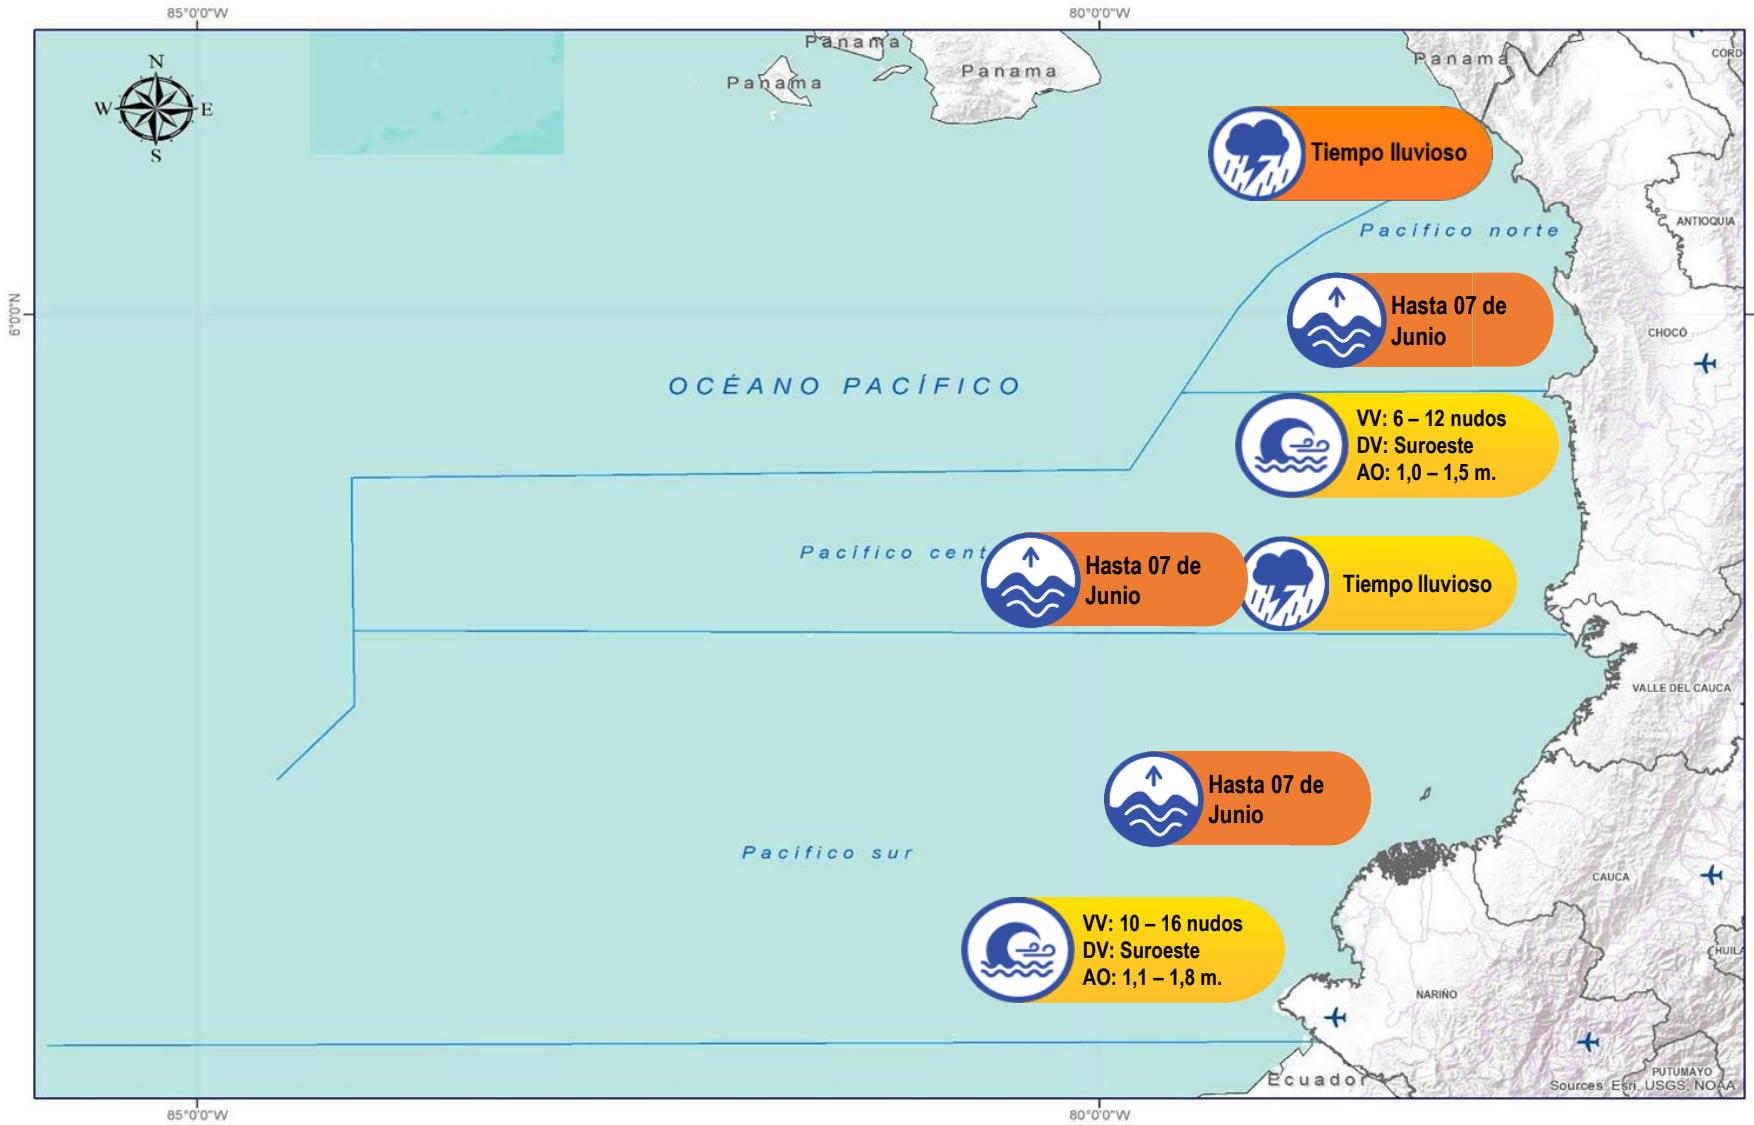 85°0'0"W
80°0'0"W
N
W
E
S
Panama
Panama
Panama
Panama
CÓRD
Tiempo lluvioso
ANTIOQUIA
Pacífico norte
6°0'0"N
Hasta 07 de
Junio
CHOCÓ
OCÉANO PACÍFICO
VV: 6 – 12 nudos
DV: Suroeste
AO: 1,0 – 1,5 m.
Pacífico cent
Hasta 07 de
Junio
Tiempo lluvioso
VALLE DEL CAUCA
Hasta 07 de
Junio
Pacífico sur
CAUCA
VV: 10 – 16 nudos
DV: Suroeste
AO: 1,1 – 1,8 m.
HUILA
NARIÑO
PUTUMAYO
Ecuador
Sources: Esri, USGS, NOAA
85°0'0"W
80°0'0"W